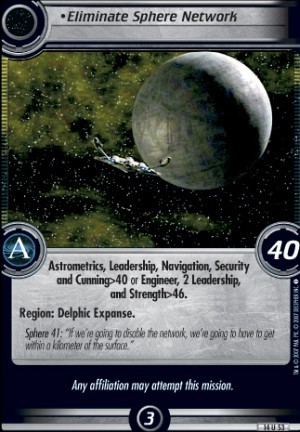 •Eliminate Sphere Network
A
40
Astrometrics, Leadership, Navigation, Security
and Cunning>40 or Engineer, 2 Leadership,
and Strength>46.
Region: Delphic Expanse.
Sphere 41: "If we're going to disable the network, we're going to have to get
within a kilometer of the surface."
Any affiliation may attempt this mission.
3
14 U 53